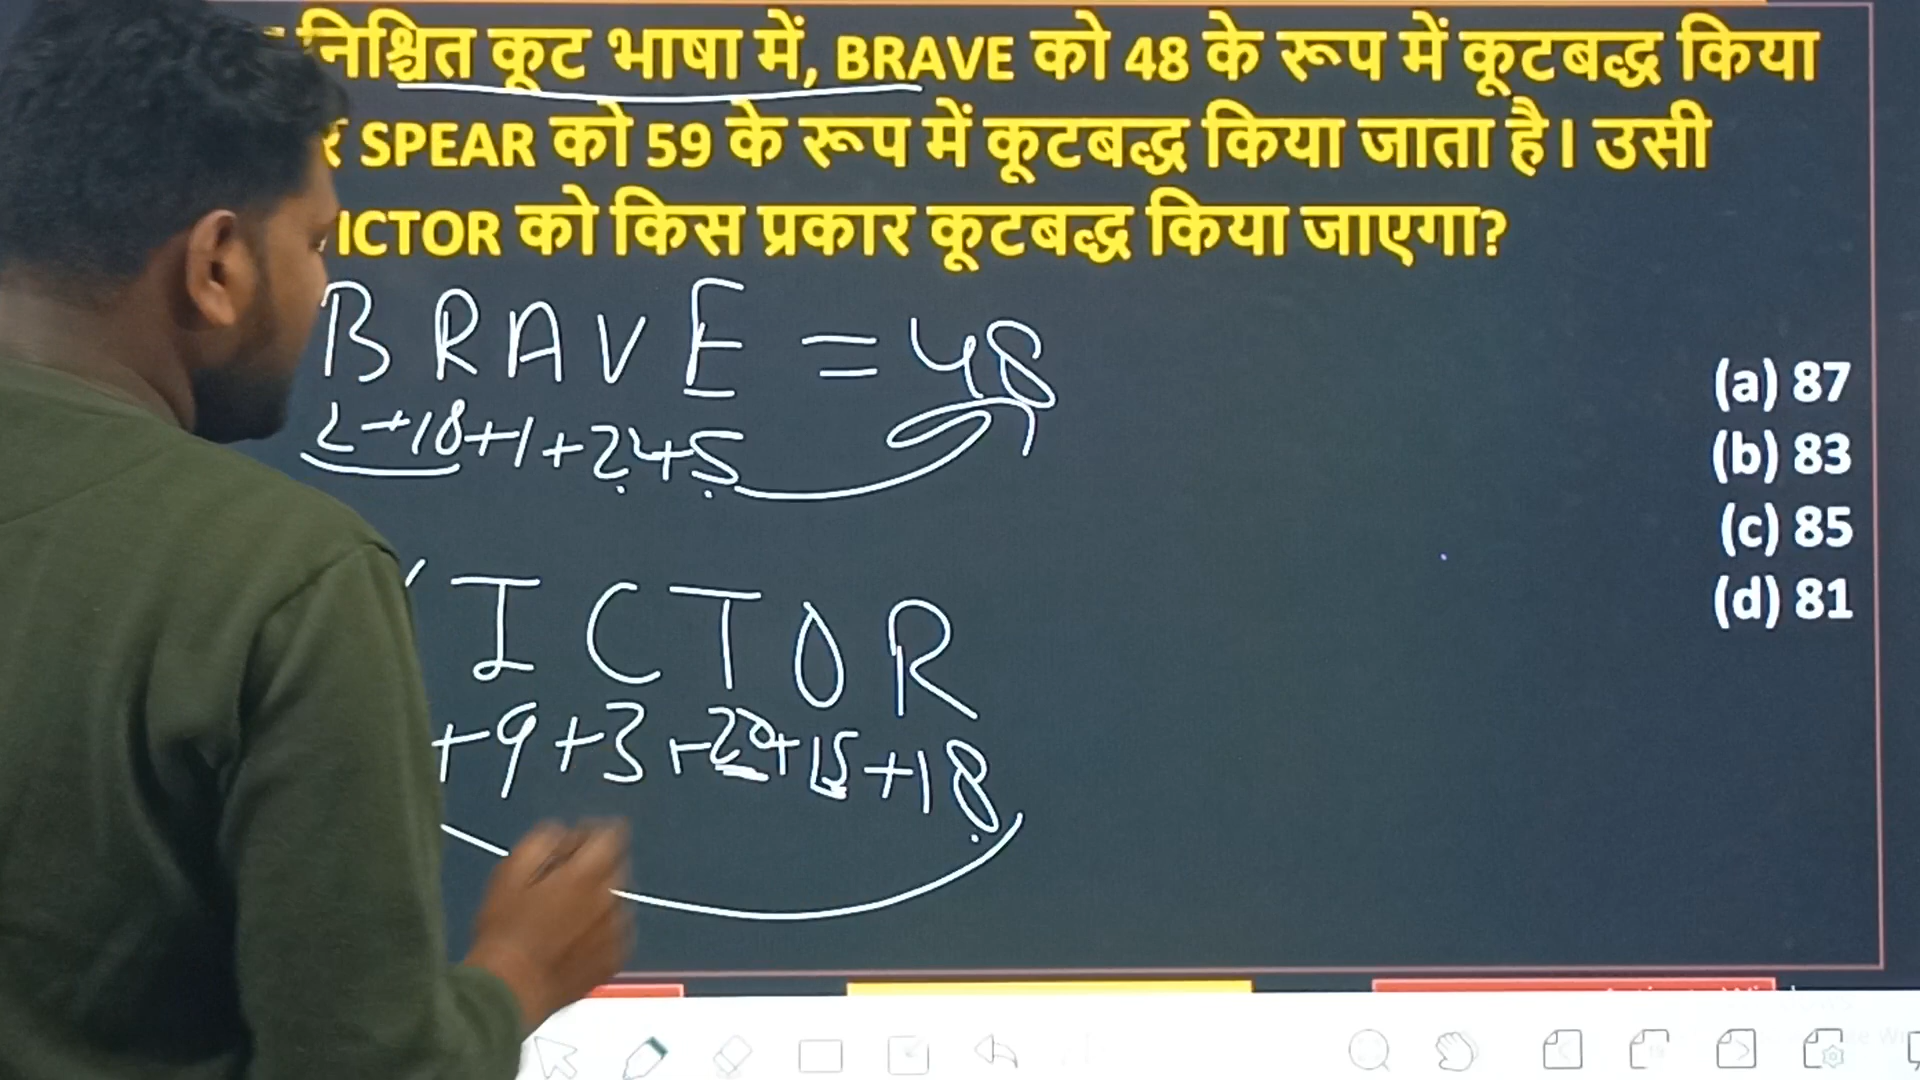 निश्चित कूट भाषा में, BRAVE को 48 के रूप में कूटबद्ध किया
SPEAR को 59 के रूप में कूटबद्ध किया जाता है। उसी
ICTOR को किस प्रकार कूटबद्ध किया जाएगा?
BRAVE = 48
2+18+1+24+5
ICTOR
+9+3+20+15+18
(a) 87
(b) 83
(c) 85
(d) 81